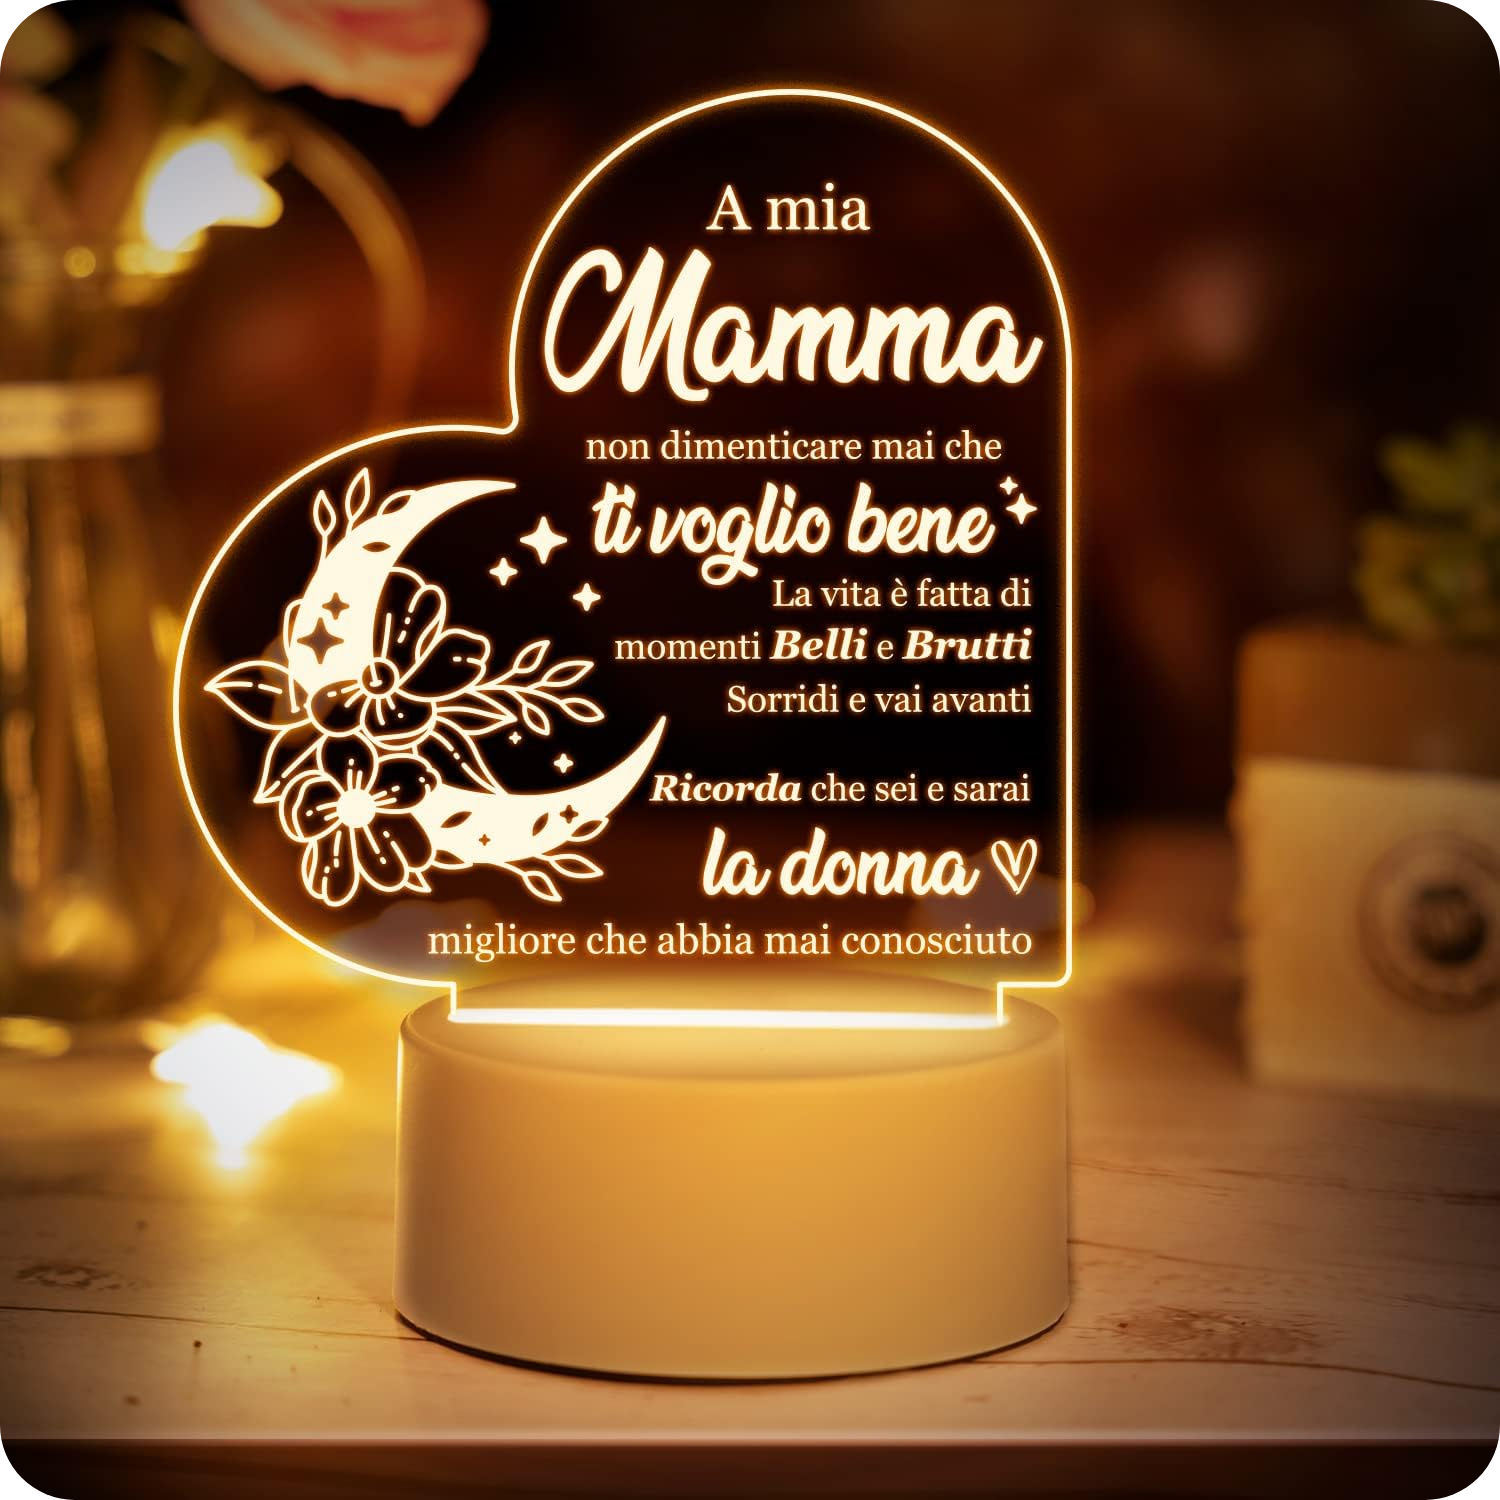 A mia
Mamma
non dimenticare mai che
ti voglio bene
La vita è fatta di
momenti Belli e Brutti
Sorridi e vai avanti
Ricorda che sei e sarai
la donna
migliore che abbia mai conosciuto